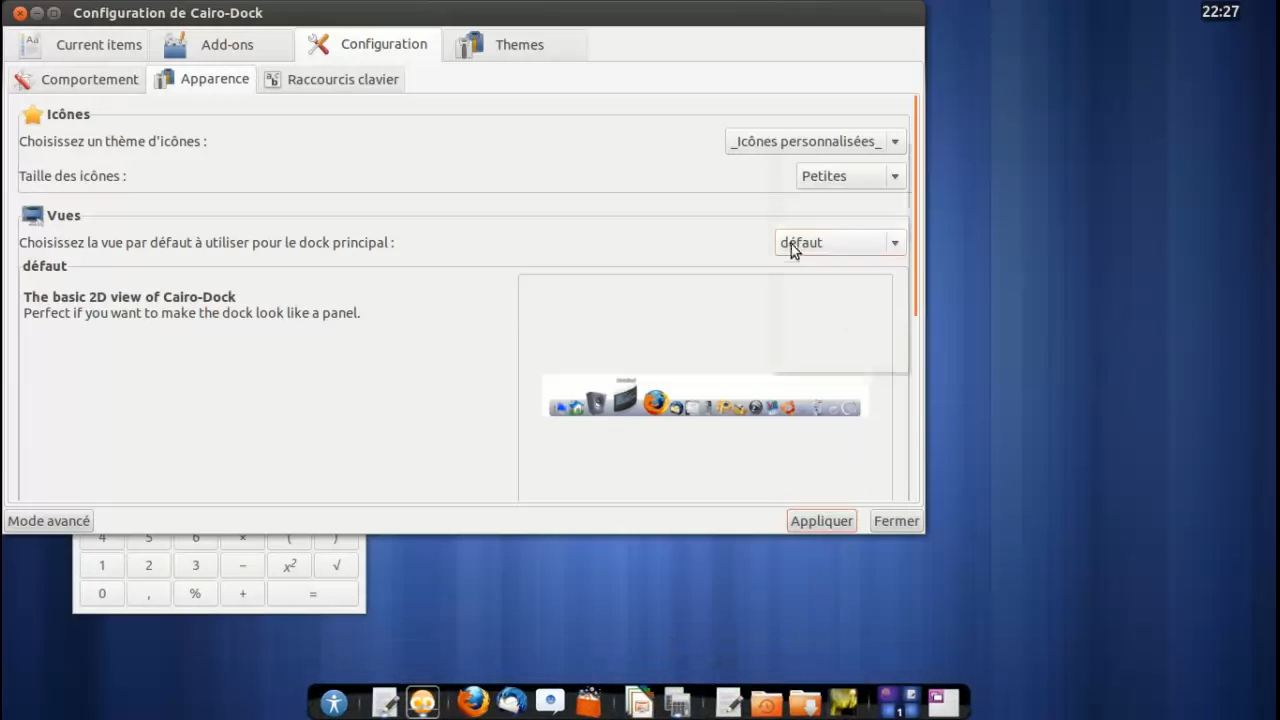 Configuration de Cairo-Dock
22:27
Current items
Add-ons
Configuration
Themes
Comportement
Apparence
Raccourcis clavier
Icônes
Choisissez un thème d'icônes :
_Icônes personnalisées_
Taille des icônes :
Petites
Vues
Choisissez la vue par défaut à utiliser pour le dock principal :
défaut
défaut
The basic 2D view of Cairo-Dock
Perfect if you want to make the dock look like a panel.
Mode avancé
Appliquer
Fermer
4 5 6 × ( )
1 2 3 − x² √
0 , % + =
1